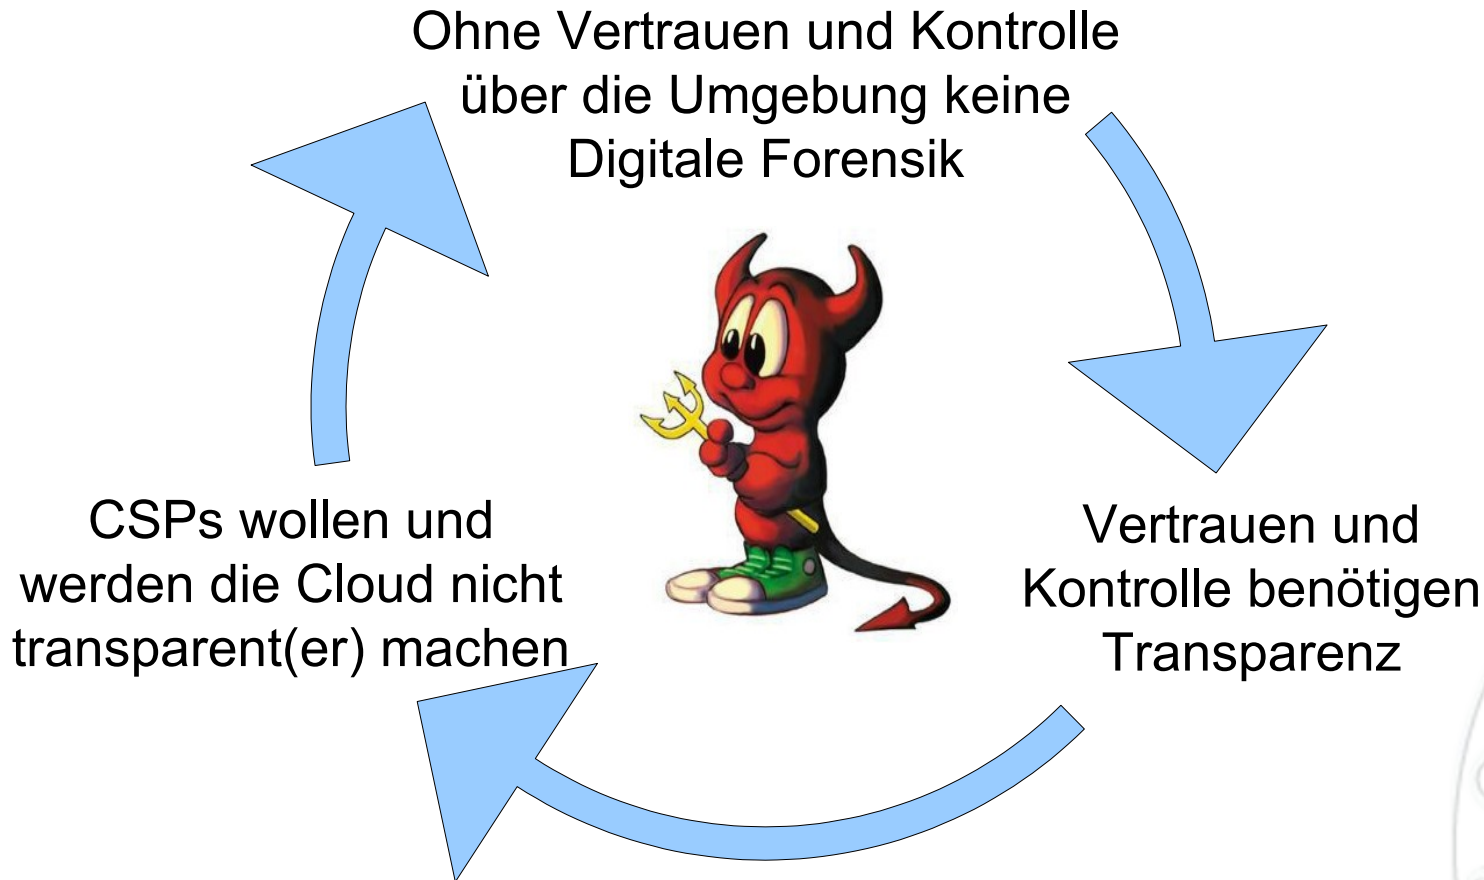 Ohne Vertrauen und Kontrolle
über die Umgebung keine
Digitale Forensik
Vertrauen und
Kontrolle benötigen
Transparenz
CSPs wollen und
werden die Cloud nicht
transparent(er) machen